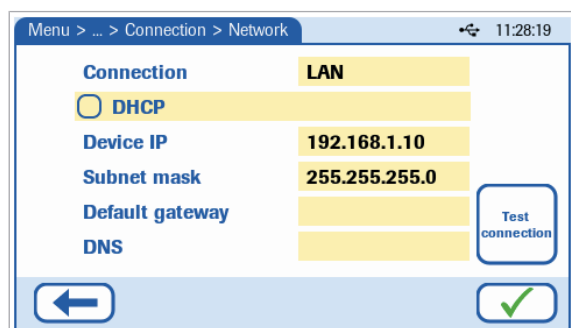 Menu > ... > Connection > Network 11:28:19
Connection LAN
DHCP
Device IP 192.168.1.10
Subnet mask 255.255.255.0
Default gateway
DNS
Test
connection